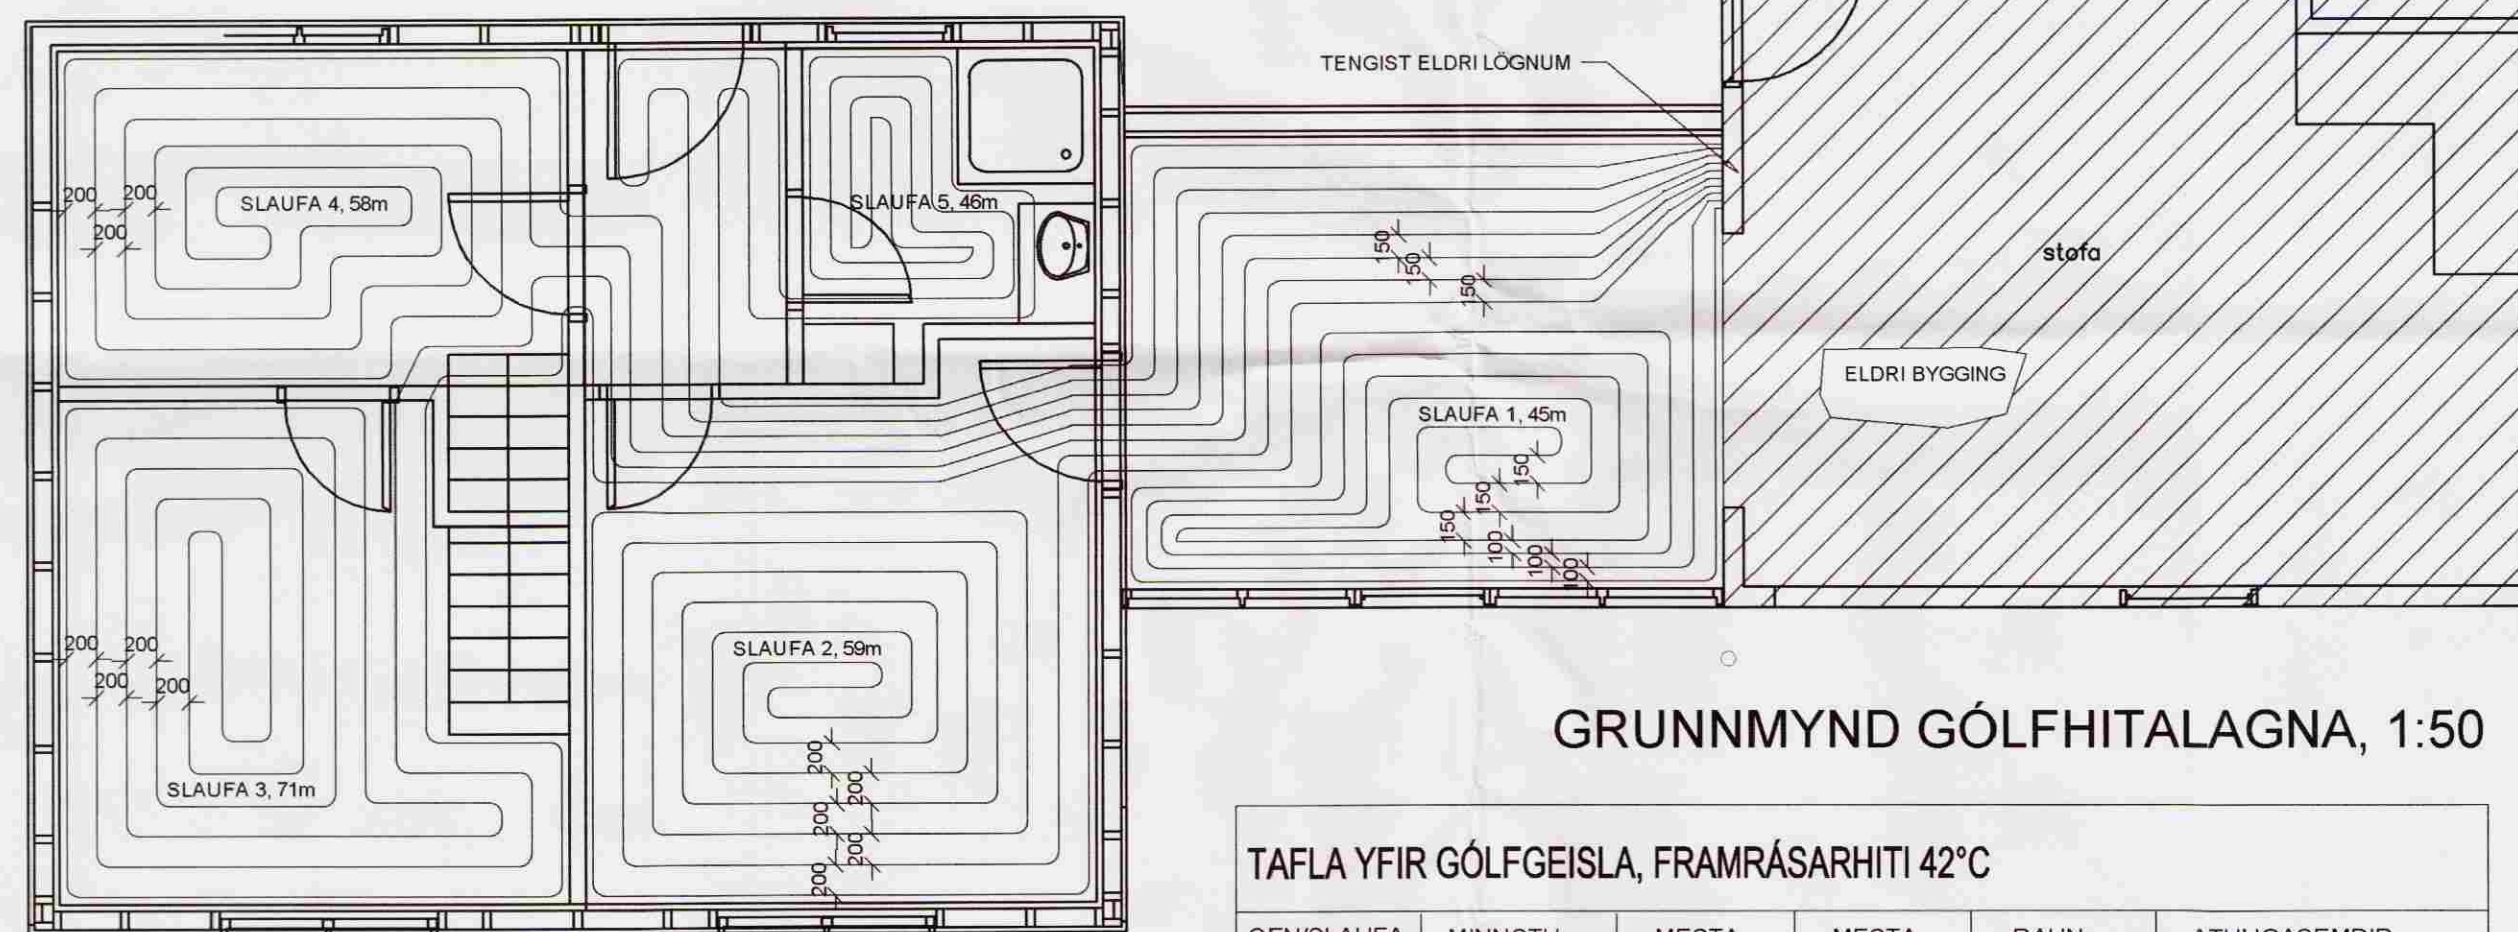 TENGIST ELDRI LÖGNUM
SLAUFA 4, 58m
SLAUFA 5, 46m
200
200
200
150
150
150
stofa
ELDRI BYGGING
SLAUFA 1, 45m
150
150
150
100
100
100
SLAUFA 2, 59m
200
200
200
200
SLAUFA 3, 71m
200
200
200
200
200
GRUNNMYND GÓLFHITALAGNA, 1:50
TAFLA YFIR GÓLFGEISLA, FRAMRÁSARHITI 42°C